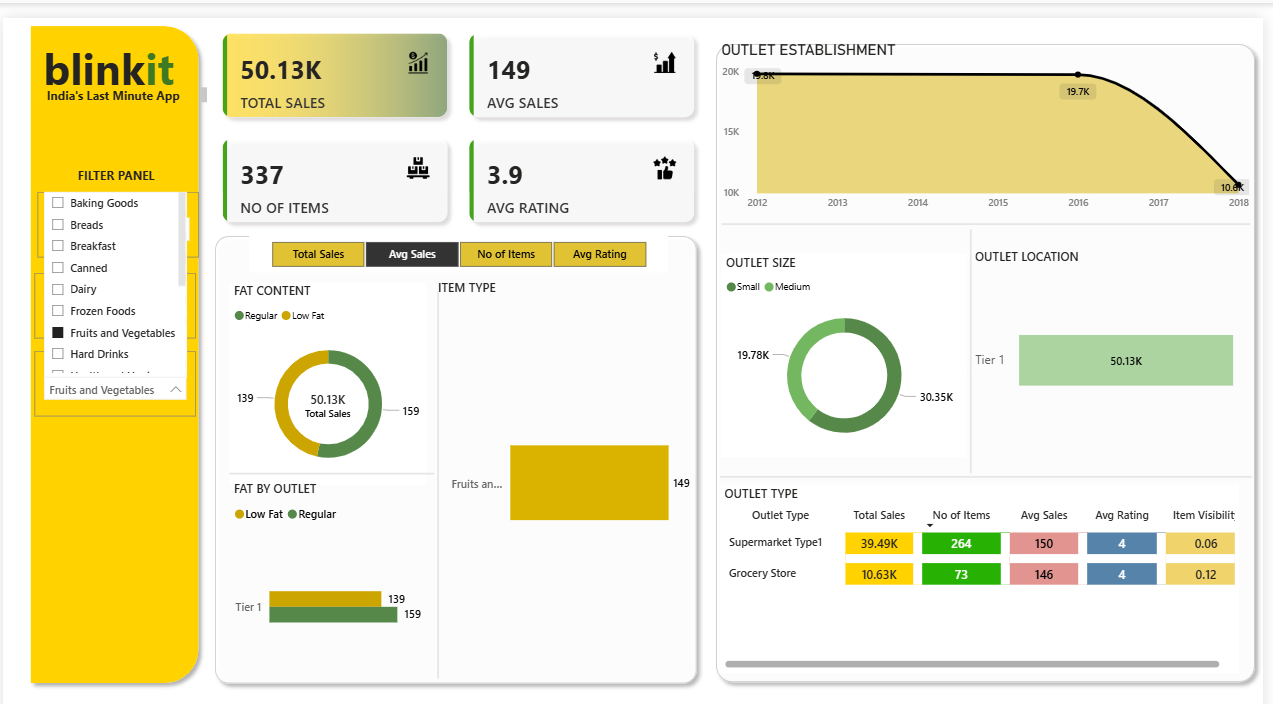 blinkit
India's Last Minute App
FILTER PANEL
Baking Goods
Breads
Breakfast
Canned
Dairy
Frozen Foods
Fruits and Vegetables
Hard Drinks
Fruits and Vegetables
50.13K
TOTAL SALES
149
AVG SALES
337
NO OF ITEMS
3.9
AVG RATING
Total Sales Avg Sales No of Items Avg Rating
FAT CONTENT
Regular Low Fat
139
50.13K
Total Sales
159
FAT BY OUTLET
Low Fat Regular
Tier 1
139
159
ITEM TYPE
Fruits an...
149
OUTLET ESTABLISHMENT
20K
15K
10K
19.8K
19.7K
10.6K
2012 2013 2014 2015 2016 2017 2018
OUTLET SIZE
Small Medium
19.78K
30.35K
OUTLET LOCATION
Tier 1
50.13K
OUTLET TYPE
Outlet Type Total Sales No of Items Avg Sales Avg Rating Item Visibilit
Supermarket Type1 39.49K 264 150 4 0.06
Grocery Store 10.63K 73 146 4 0.12